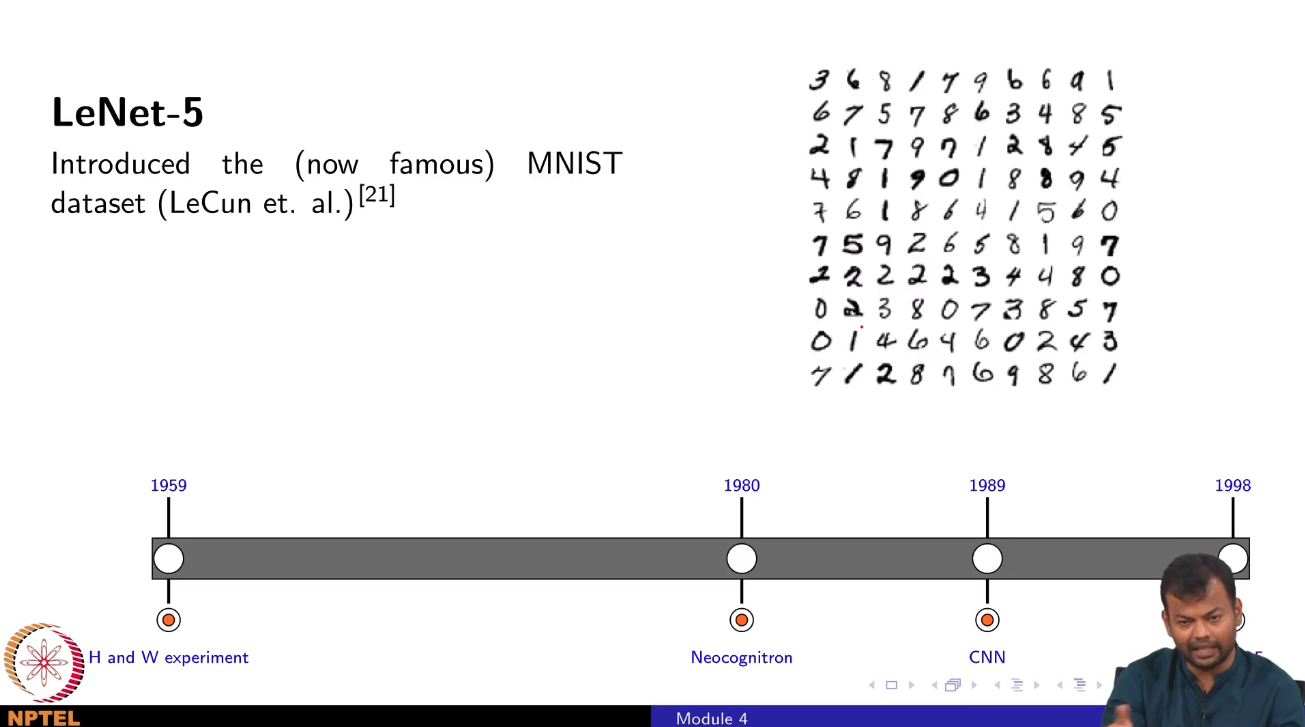 LeNet-5
Introduced the (now famous) MNIST
dataset (LeCun et. al.)[21]
3 6 8 1 7 9 6 6 9 1
6 7 5 7 8 6 3 4 8 5
2 1 7 9 7 1 2 8 4 5
4 8 1 9 0 1 8 8 9 4
7 6 1 8 6 4 1 5 6 0
7 5 9 2 6 5 8 1 9 7
2 2 2 2 2 3 4 4 8 0
0 2 3 8 0 7 3 8 5 7
0 1 4 6 4 6 0 2 4 3
7 1 2 8 7 6 9 8 6 1
1959 1980 1989 1998
H and W experiment Neocognitron CNN
NPTEL
Module 4